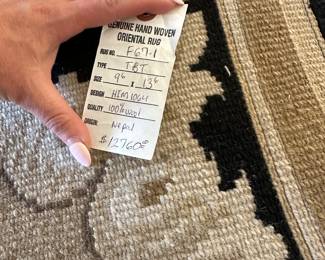 GENUINE HAND WOVEN
ORIENTAL RUG
RUG NO. F67-1
TYPE IBT
SIZE 9⁶ x 13⁶
DESIGN HIM1064
QUALITY 100% wool
ORIGIN Nepal
$12760⁰⁰